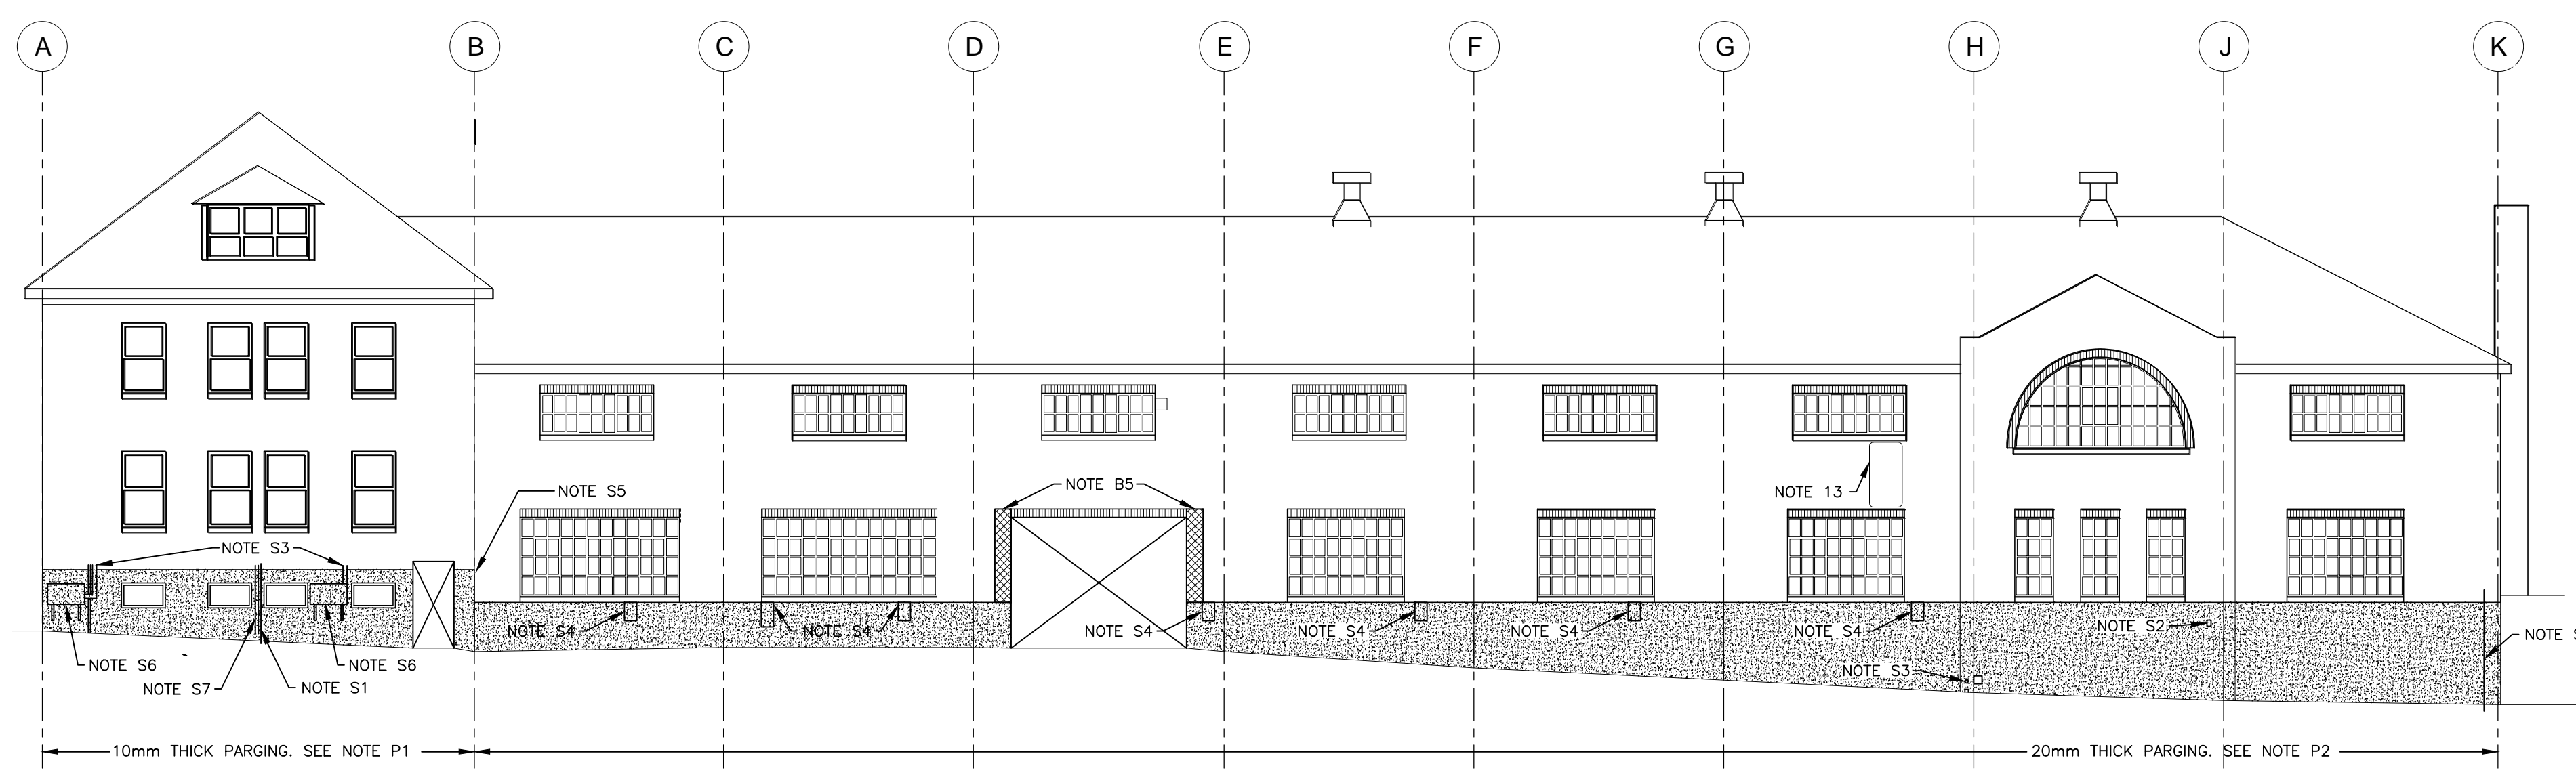 A B C D E F G H J K
NOTE B5
NOTE S5
NOTE 13
NOTE S3
NOTE S4
NOTE S4
NOTE S4
NOTE S4
NOTE S4
NOTE S4
NOTE S2
NOTE
NOTE S6
NOTE S6
NOTE S3
NOTE S7
NOTE S1
10mm THICK PARGING. SEE NOTE P1
20mm THICK PARGING. SEE NOTE P2